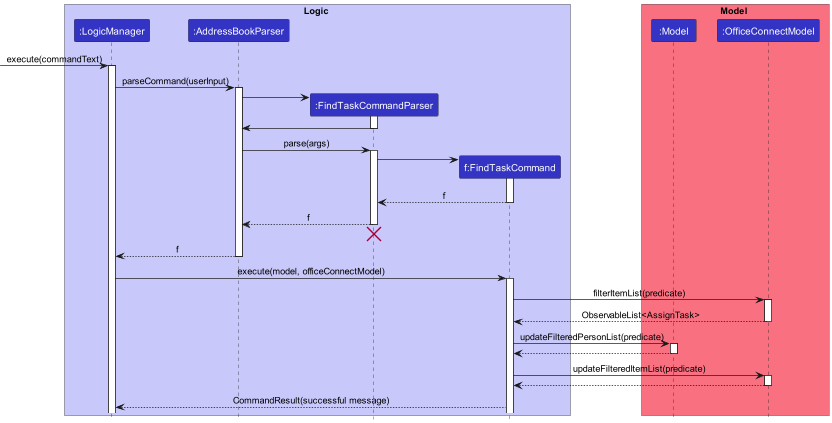 Logic
Model
:LogicManager
:AddressBookParser
:Model
:OfficeConnectModel
execute(commandText)
parseCommand(userInput)
:FindTaskCommandParser
parse(args)
f:FindTaskCommand
f
f
f
execute(model, officeConnectModel)
filterItemList(predicate)
ObservableList<AssignTask>
updateFilteredPersonList(predicate)
updateFilteredItemList(predicate)
CommandResult(successful message)